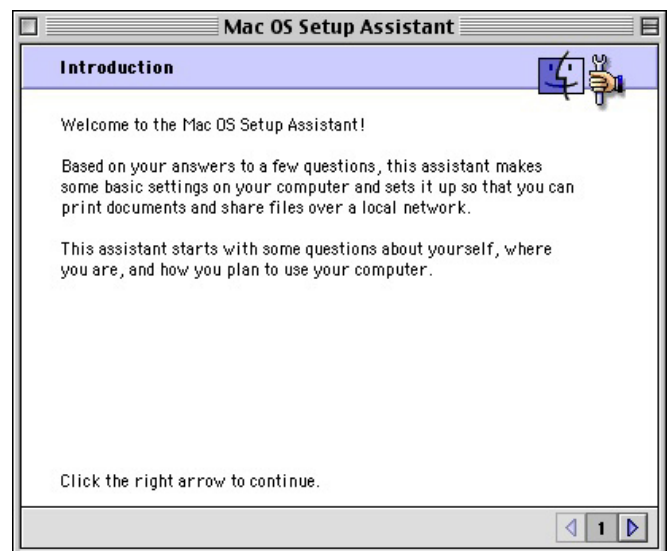 Mac OS Setup Assistant
Introduction
Welcome to the Mac OS Setup Assistant!
Based on your answers to a few questions, this assistant makes
some basic settings on your computer and sets it up so that you can
print documents and share files over a local network.
This assistant starts with some questions about yourself, where
you are, and how you plan to use your computer.
Click the right arrow to continue.
1